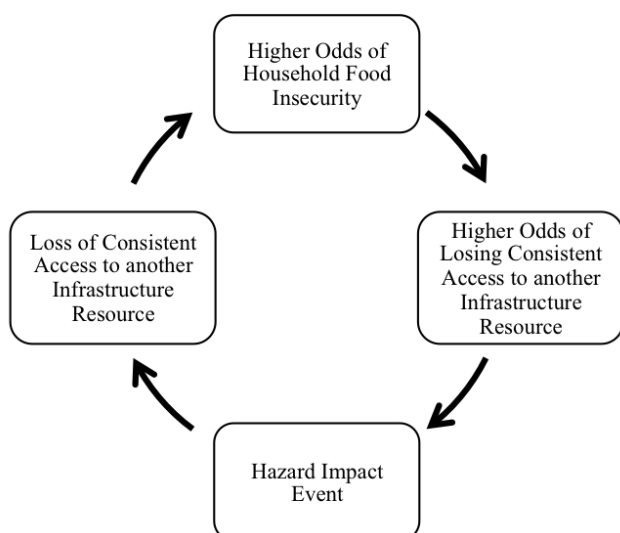 Higher Odds of
Household Food
Insecurity
Loss of Consistent
Access to another
Infrastructure
Resource
Higher Odds of
Losing Consistent
Access to another
Infrastructure
Resource
Hazard Impact
Event